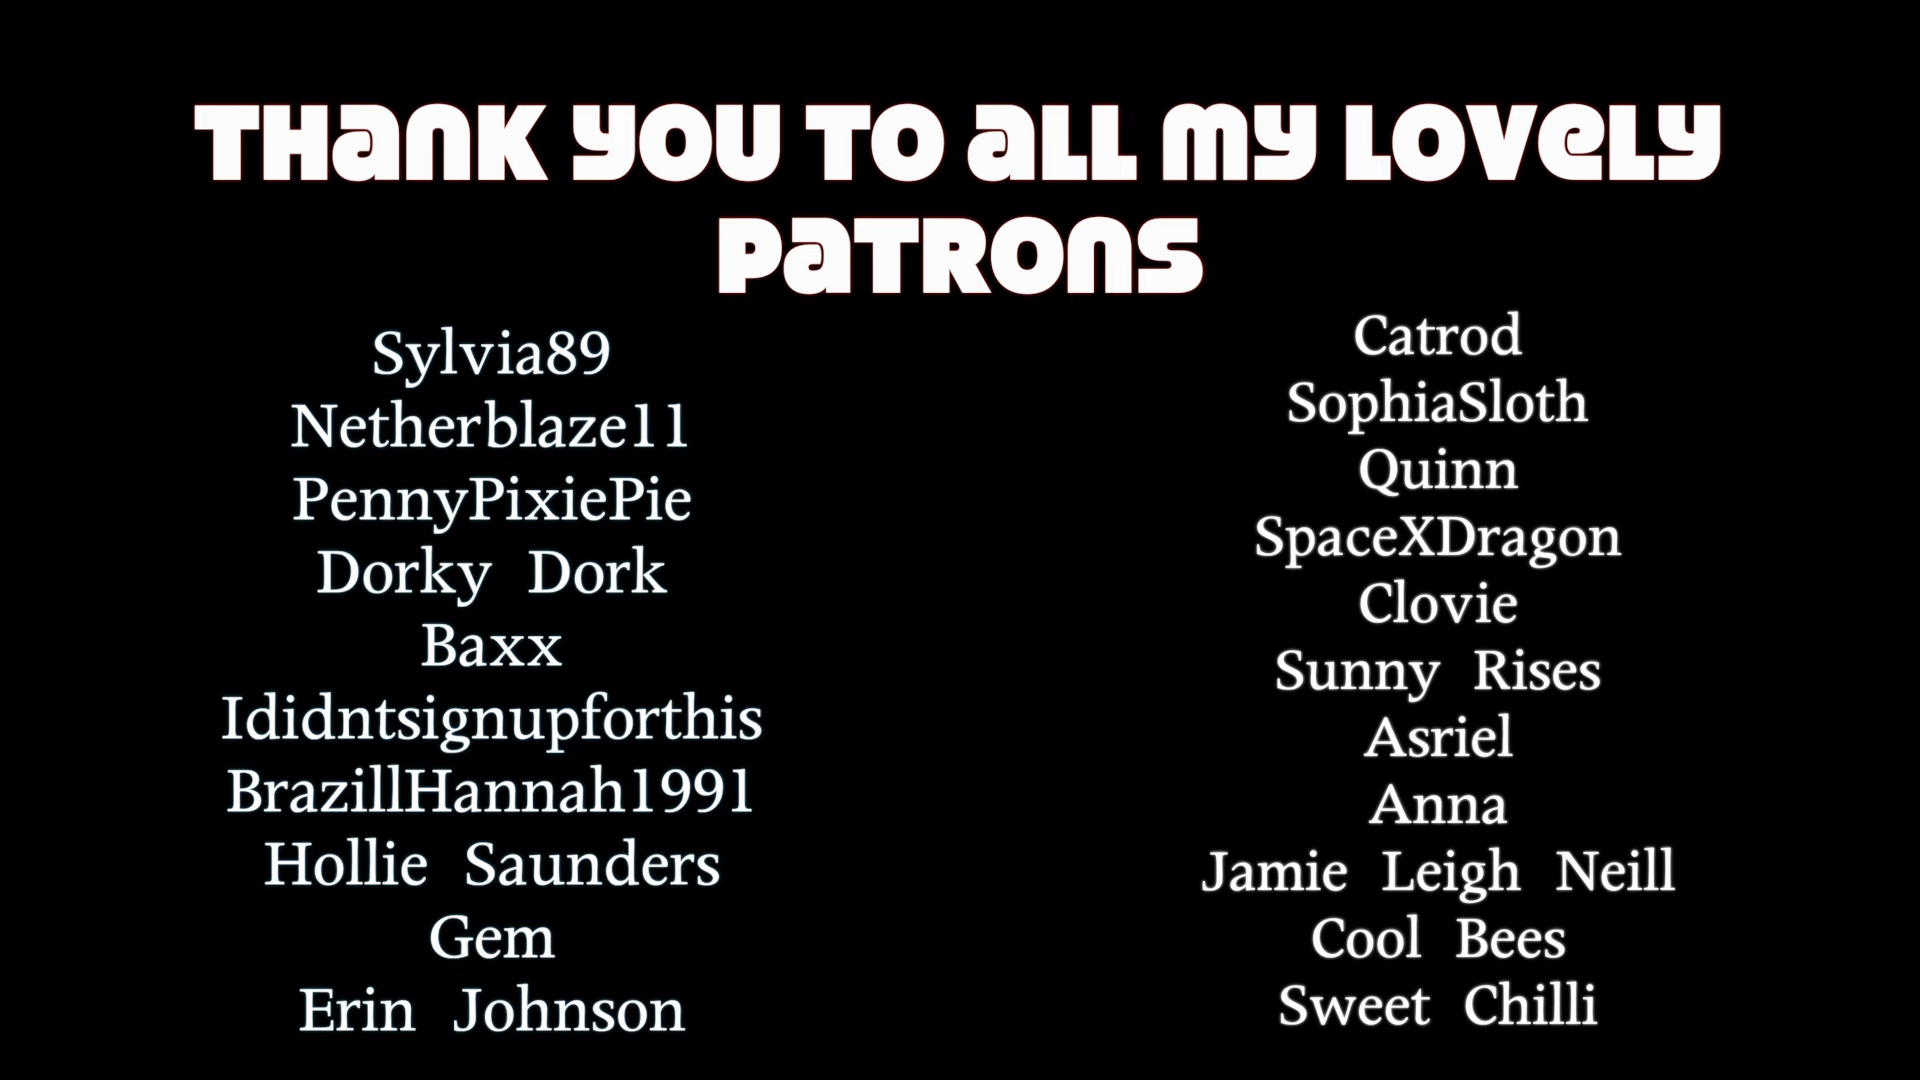 THANK YOU TO ALL MY LOVELY
PATRONS
Sylvia89
Netherblaze11
PennyPixiePie
Dorky Dork
Baxx
Ididntsignupforthis
BrazillHannah1991
Hollie Saunders
Gem
Erin Johnson
Catrod
SophiaSloth
Quinn
SpaceXDragon
Clovie
Sunny Rises
Asriel
Anna
Jamie Leigh Neill
Cool Bees
Sweet Chilli